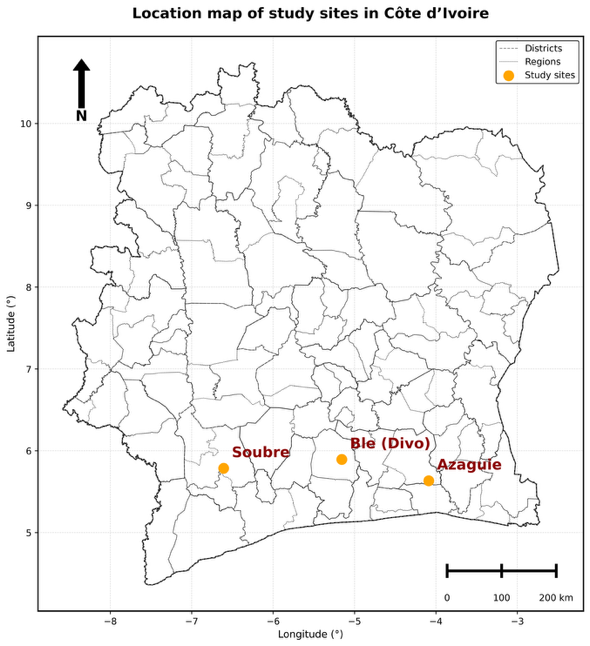 Location map of study sites in Côte d’Ivoire
Districts
Regions
Study sites
N
10
9
8
7
6
5
Latitude (°)
Soubre
Ble (Divo)
Azaguie
0 100 200 km
−8 −7 −6 −5 −4 −3
Longitude (°)